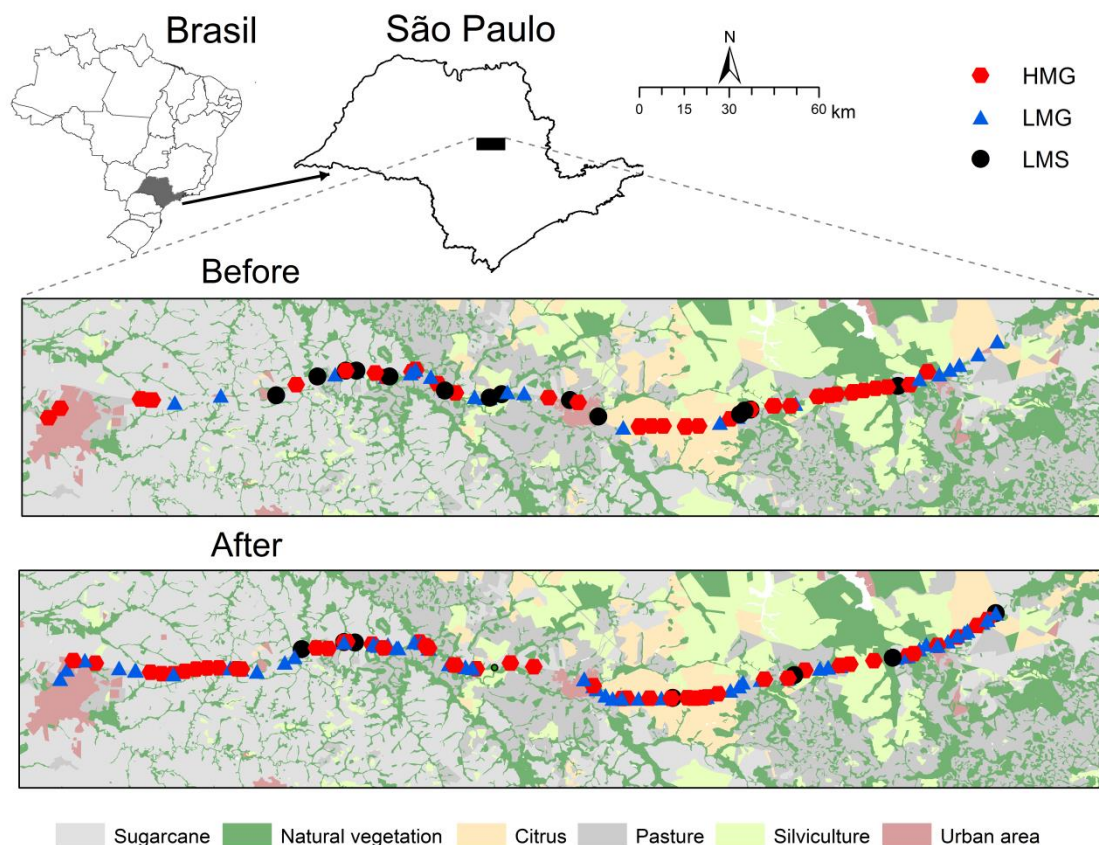 Brasil
São Paulo
N
0 15 30 60 km
HMG
LMG
LMS
Before
After
Sugarcane Natural vegetation Citrus Pasture Silviculture Urban area